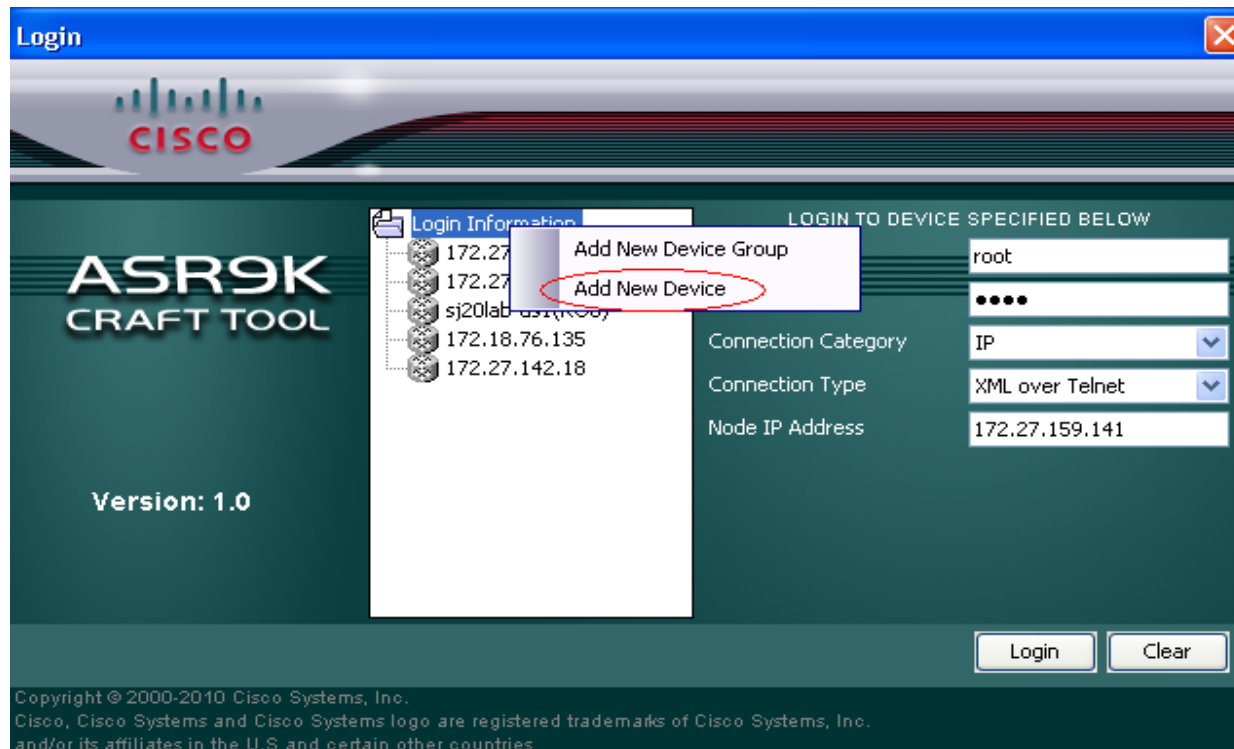 Login
CISCO
ASR9K
CRAFT TOOL
Version: 1.0
Login Information
172.27
172.27
sj20lab
172.18.76.135
172.27.142.18
Add New Device Group
Add New Device
LOGIN TO DEVICE SPECIFIED BELOW
root
••••
Connection Category
IP
Connection Type
XML over Telnet
Node IP Address
172.27.159.141
Login
Clear
Copyright © 2000-2010 Cisco Systems, Inc.
Cisco, Cisco Systems and Cisco Systems logo are registered trademarks of Cisco Systems, Inc.
and/or its affiliates in the U.S and certain other countries